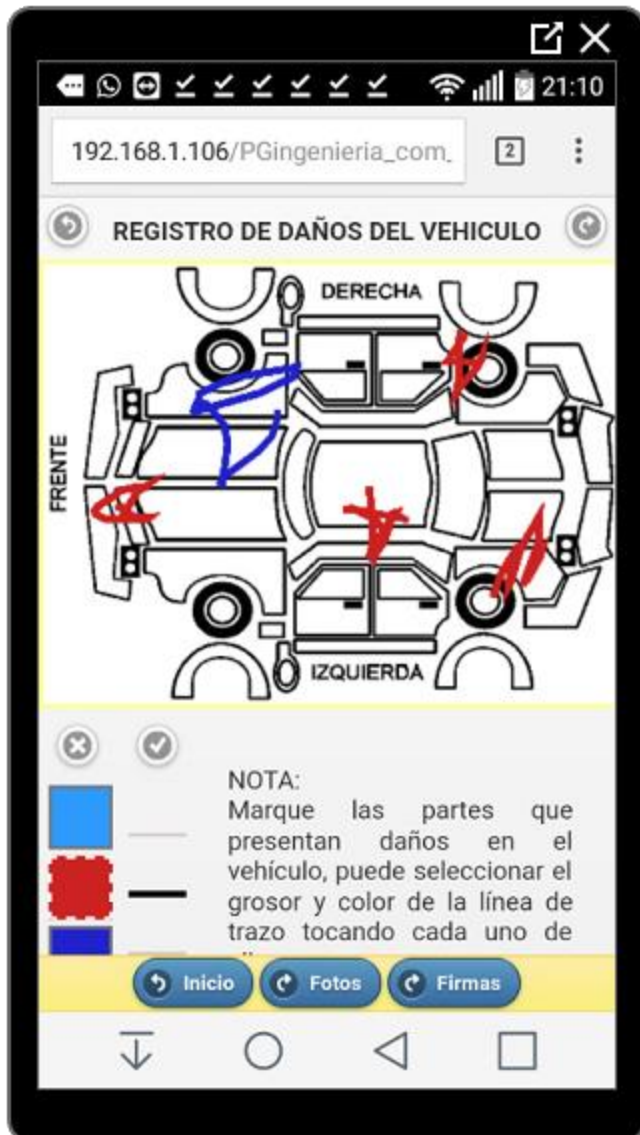 21:10
192.168.1.106/PGingenieria_com_
2
REGISTRO DE DAÑOS DEL VEHICULO
DERECHA
FRENTE
IZQUIERDA
NOTA:
Marque las partes que
presentan daños en el
vehículo, puede seleccionar el
grosor y color de la línea de
trazo tocando cada uno de
Inicio
Fotos
Firmas